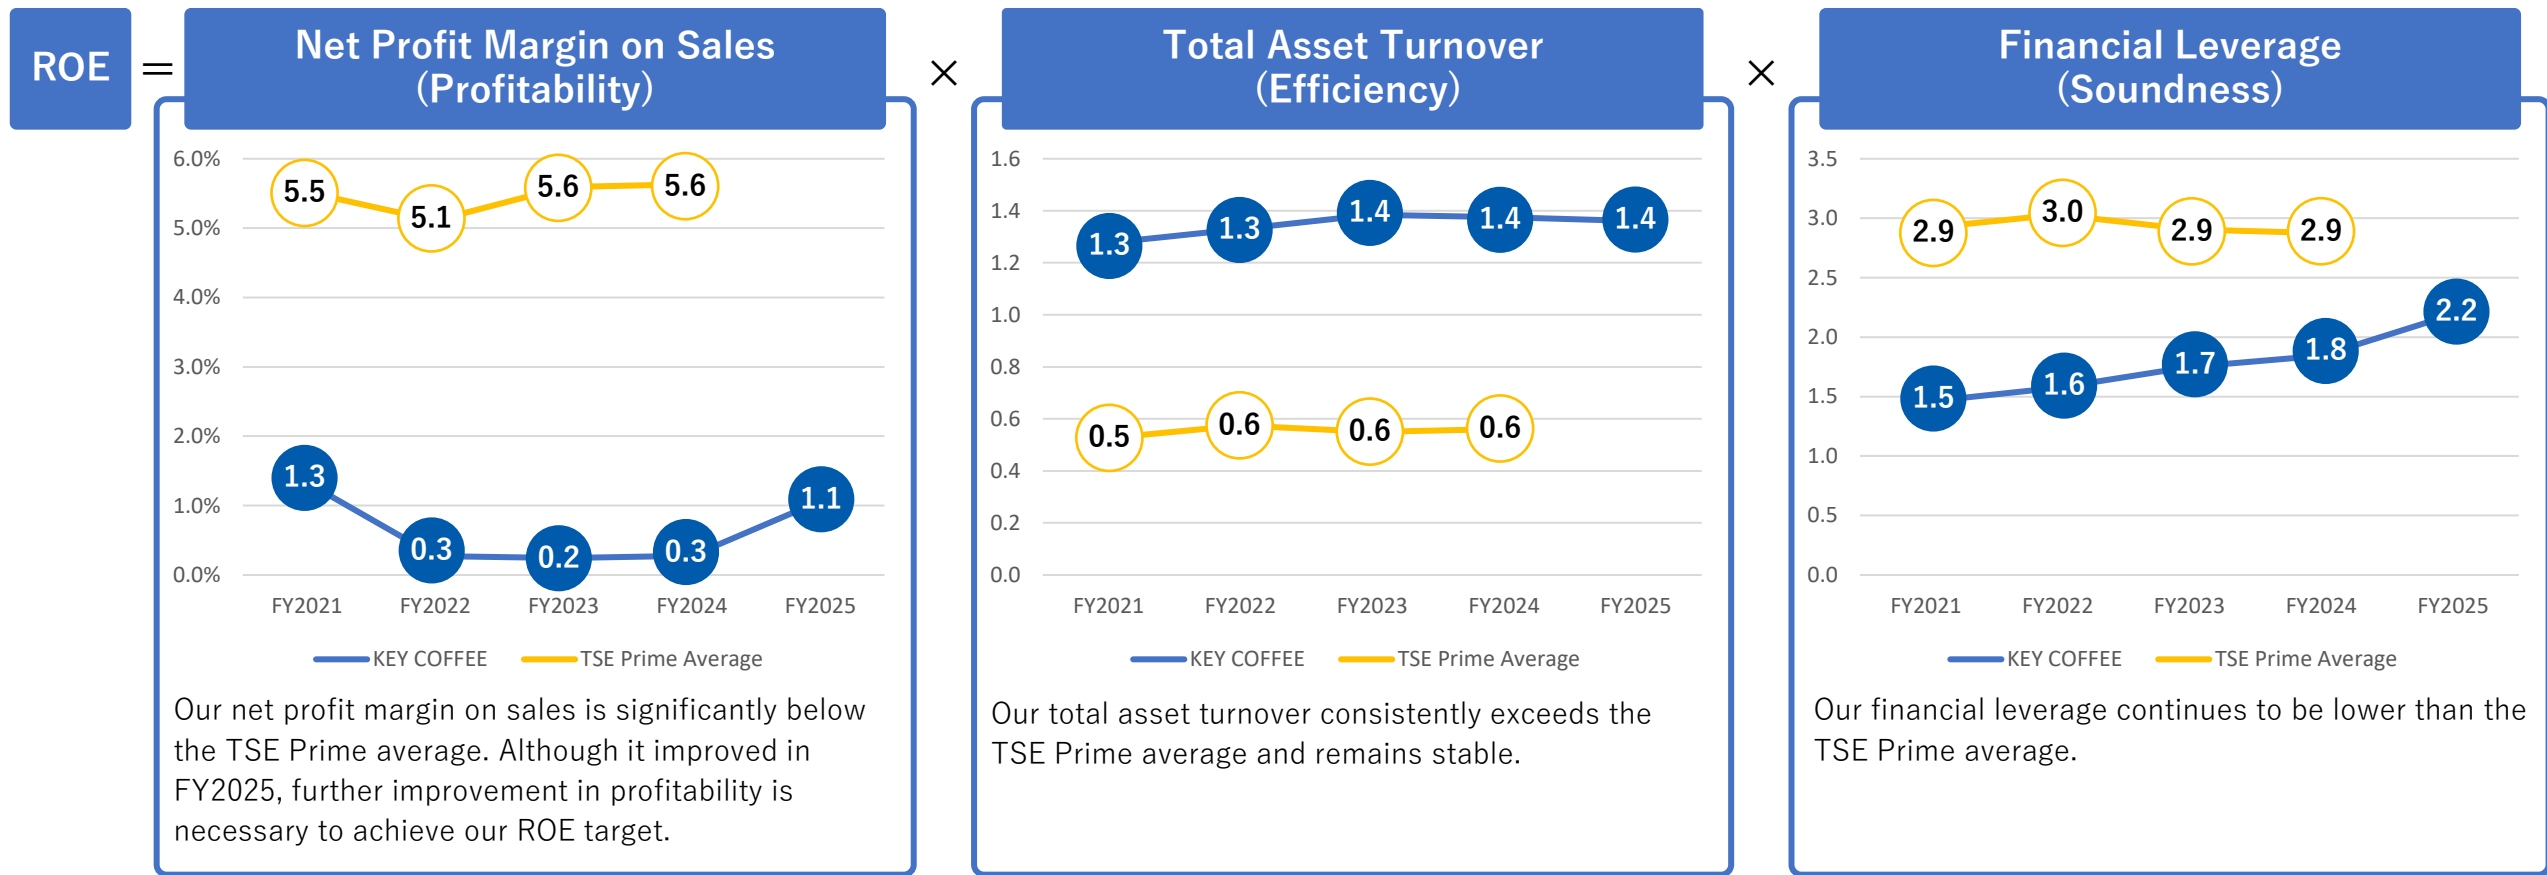 ROE
=
Net Profit Margin on Sales
(Profitability)
×
Total Asset Turnover
(Efficiency)
×
Financial Leverage
(Soundness)
6.0%
5.0%
4.0%
3.0%
2.0%
1.0%
0.0%
5.5
5.1
5.6
5.6
1.3
0.3
0.2
0.3
1.1
FY2021 FY2022 FY2023 FY2024 FY2025
KEY COFFEE TSE Prime Average
Our net profit margin on sales is significantly below
the TSE Prime average. Although it improved in
FY2025, further improvement in profitability is
necessary to achieve our ROE target.
1.6
1.4
1.2
1.0
0.8
0.6
0.4
0.2
0.0
1.3
1.3
1.4
1.4
1.4
0.5
0.6
0.6
0.6
FY2021 FY2022 FY2023 FY2024 FY2025
KEY COFFEE TSE Prime Average
Our total asset turnover consistently exceeds the
TSE Prime average and remains stable.
3.5
3.0
2.5
2.0
1.5
1.0
0.5
0.0
2.9
3.0
2.9
2.9
1.5
1.6
1.7
1.8
2.2
FY2021 FY2022 FY2023 FY2024 FY2025
KEY COFFEE TSE Prime Average
Our financial leverage continues to be lower than the
TSE Prime average.